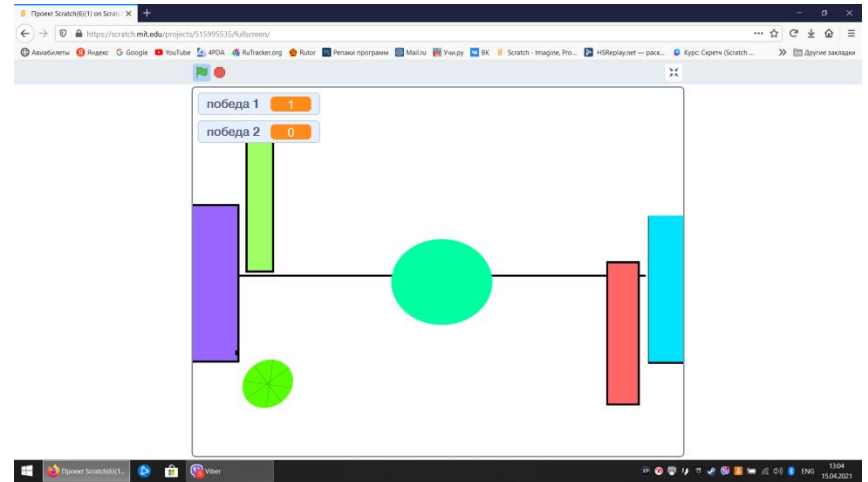 Проект Scratch(6)(1) on Scratc
https://scratch.mit.edu/projects/515995535/fullscreen/
Авиабилеты Яндекс Google YouTube 4PDA RuTracker.org Rutor Репаки программ Mail.ru Учи.ру ВК Scratch - Imagine, Pro... HSReplay.net — раск... Курс: Скретч (Scratch ... Другие закладки
победа 1 1
победа 2 0
Проект Scratch(6)(1... Viber ENG 13:04
15.04.2021